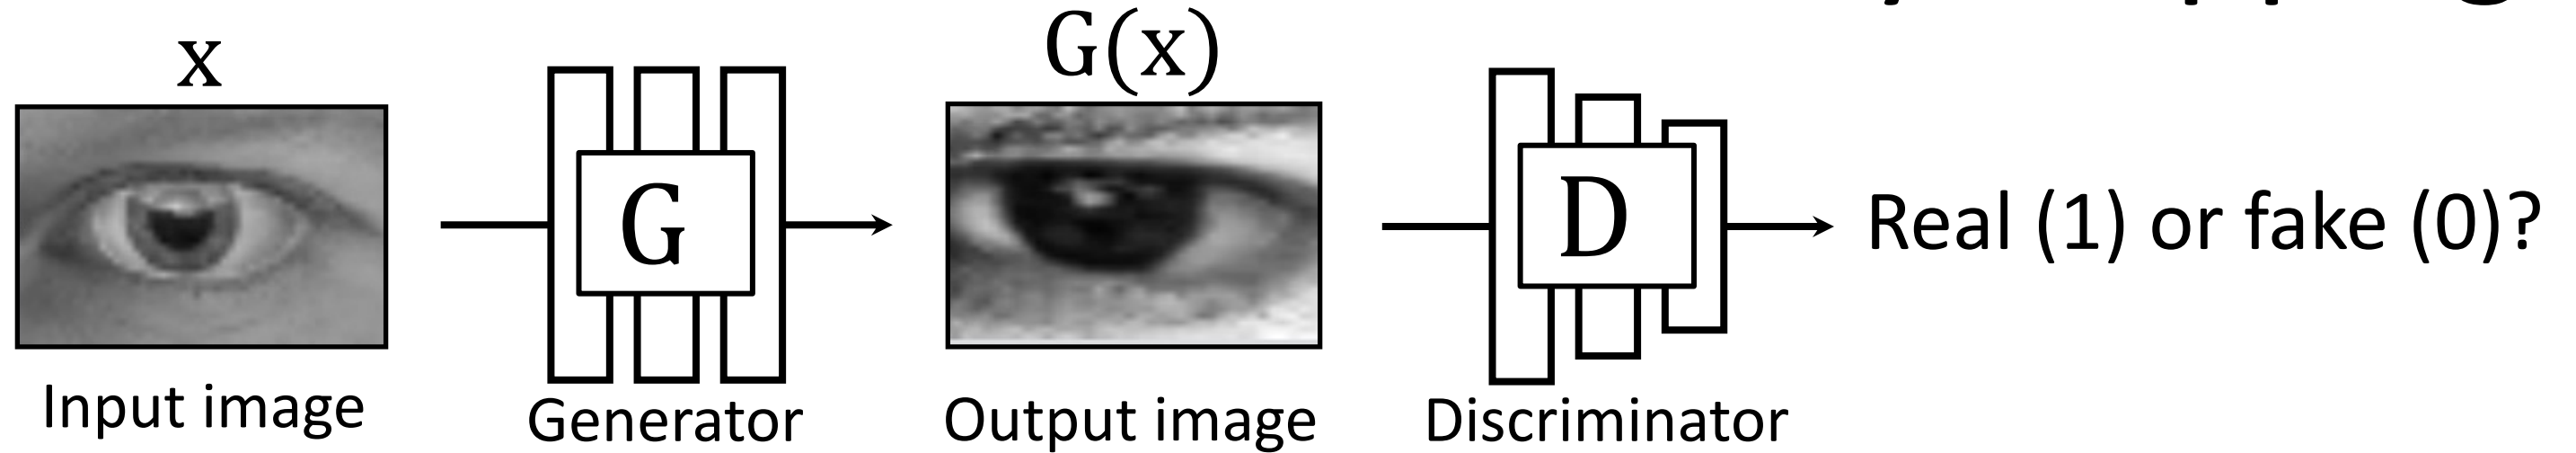 x
G(x)
G
D
Real (1) or fake (0)?
Input image
Generator
Output image
Discriminator